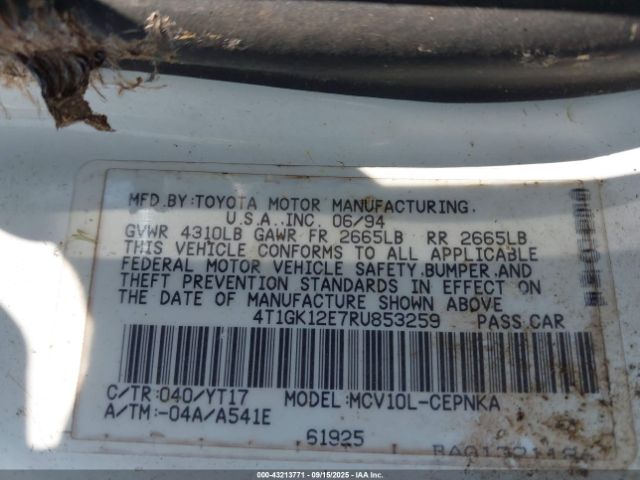 MFD.BY:TOYOTA MOTOR MANUFACTURING,
U.S.A.,INC. 06/94
GVWR 4310LB GAWR FR 2665LB RR 2665LB
THIS VEHICLE CONFORMS TO ALL APPLICABLE
FEDERAL MOTOR VEHICLE SAFETY,BUMPER,AND
THEFT PREVENTION STANDARDS IN EFFECT ON
THE DATE OF MANUFACTURE SHOWN ABOVE
4T1GK12E7RU853259 PASS.CAR
C/TR:040/YT17 MODEL:MCV10L-CEPNKA
A/TM:-04A/A541E
61925
000-43213771 - 09/15/2025 - COPART